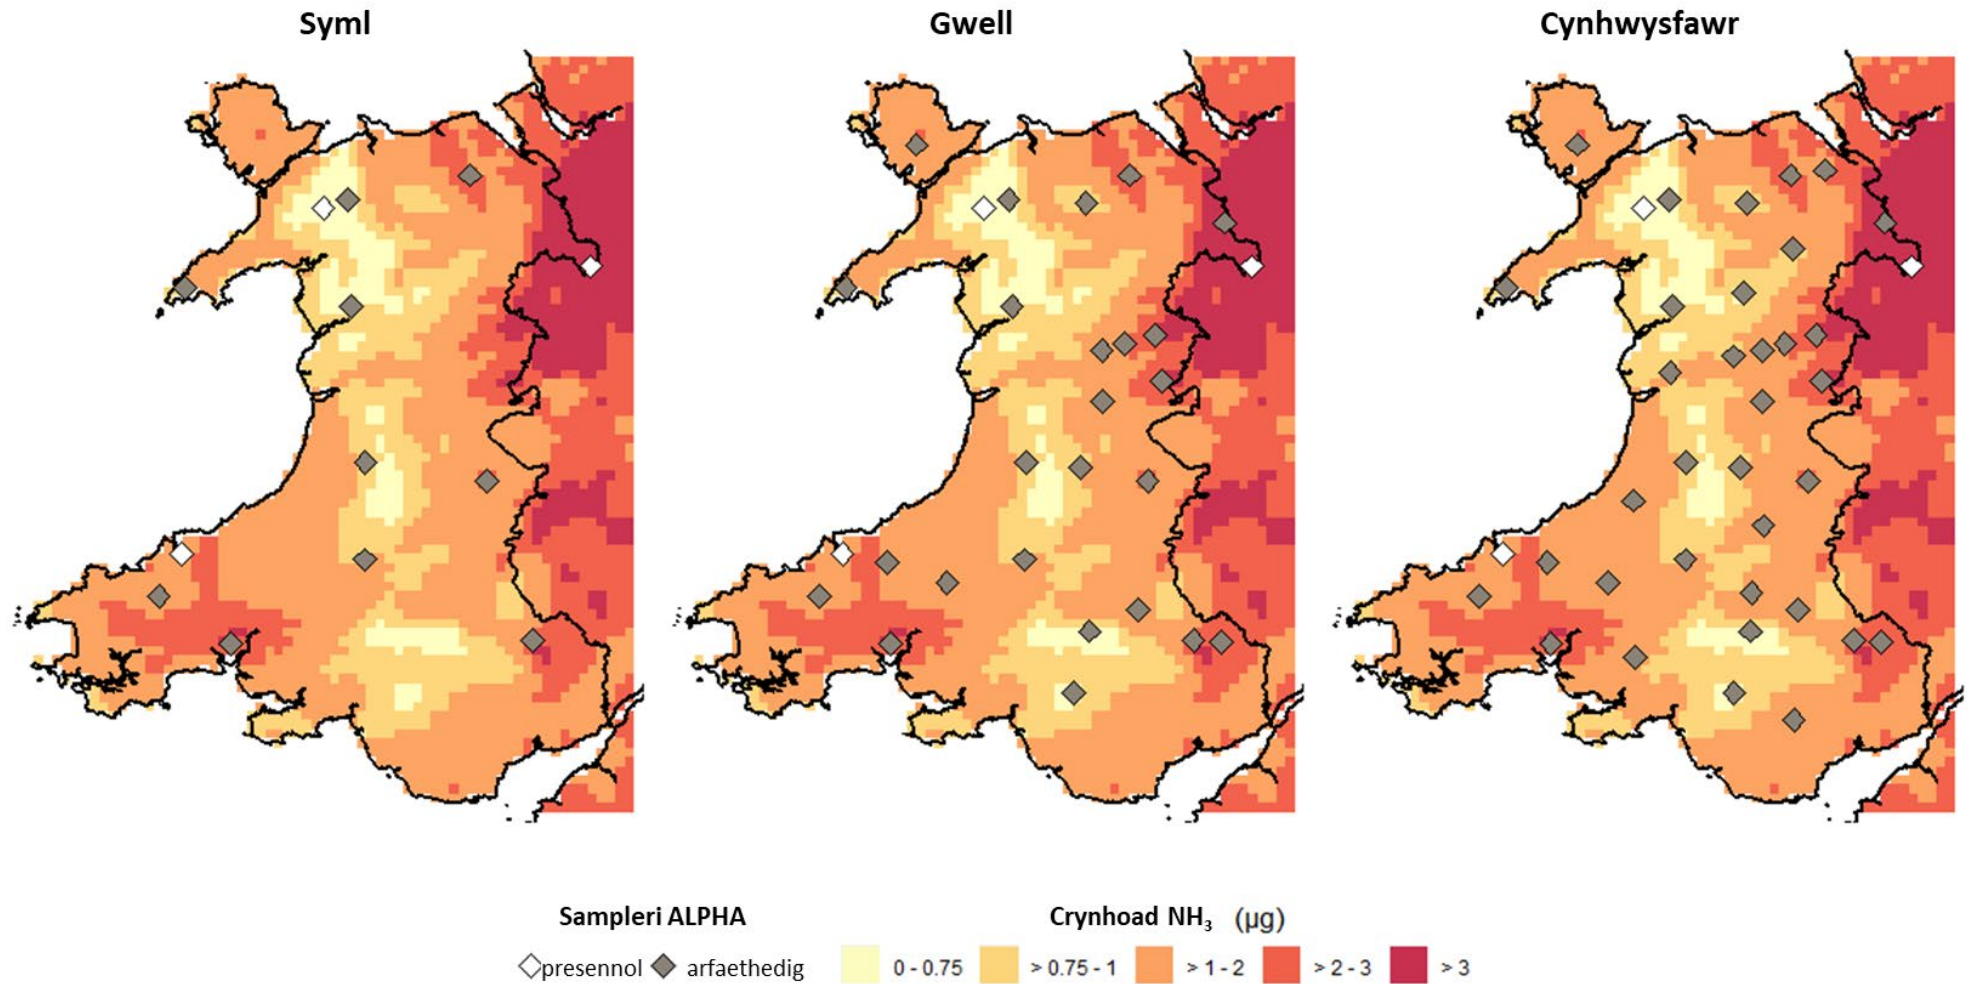 Syml Gwell Cynhwysfawr
Sampleri ALPHA Crynhoad NH₃ (µg)
presennol arfaethedig 0 - 0.75 > 0.75 - 1 > 1 - 2 > 2 - 3 > 3